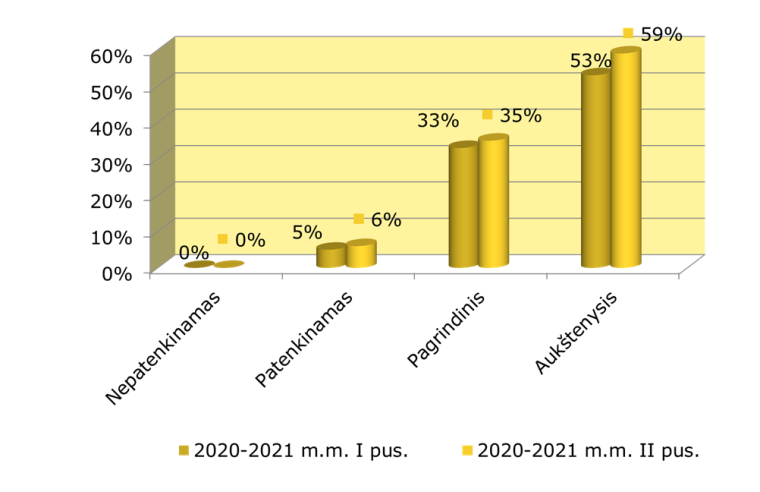 60%
50%
40%
30%
20%
10%
0%
0%
0%
5%
6%
33%
35%
53%
59%
Nepatenkinamas
Patenkinamas
Pagrindinis
Aukštenysis
2020-2021 m.m. I pus.
2020-2021 m.m. II pus.